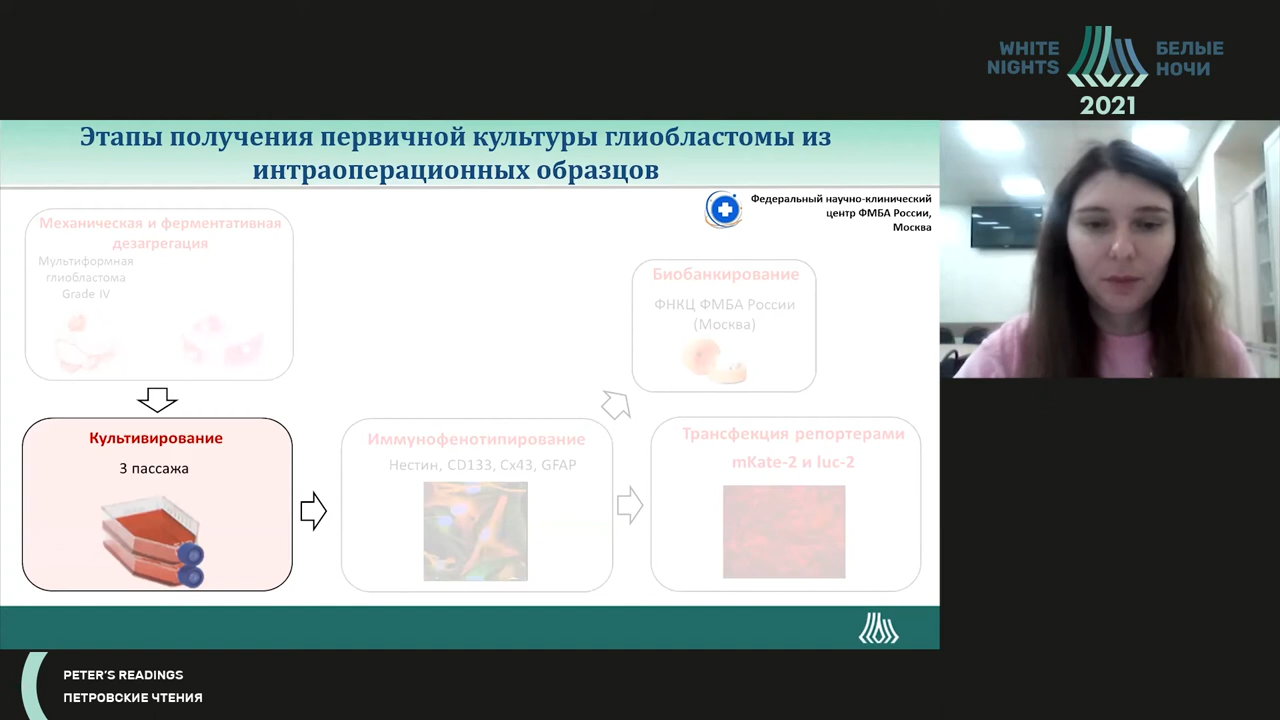 WHITE
NIGHTS
БЕЛЫЕ
НОЧИ
2021
Этапы получения первичной культуры глиобластомы из
интраоперационных образцов
Федеральный научно-клинический
центр ФМБА России,
Москва
Механическая и ферментативная
дезагрегация
Мультиформная
глиобластома
Grade IV
Биобанкирование
ФНКЦ ФМБА России
(Москва)
Культивирование
3 пассажа
Иммунофенотипирование
Нестин, CD133, Cx43, GFAP
Трансфекция репортерами
mKate-2 и luc-2
PETER'S READINGS
ПЕТРОВСКИЕ ЧТЕНИЯ